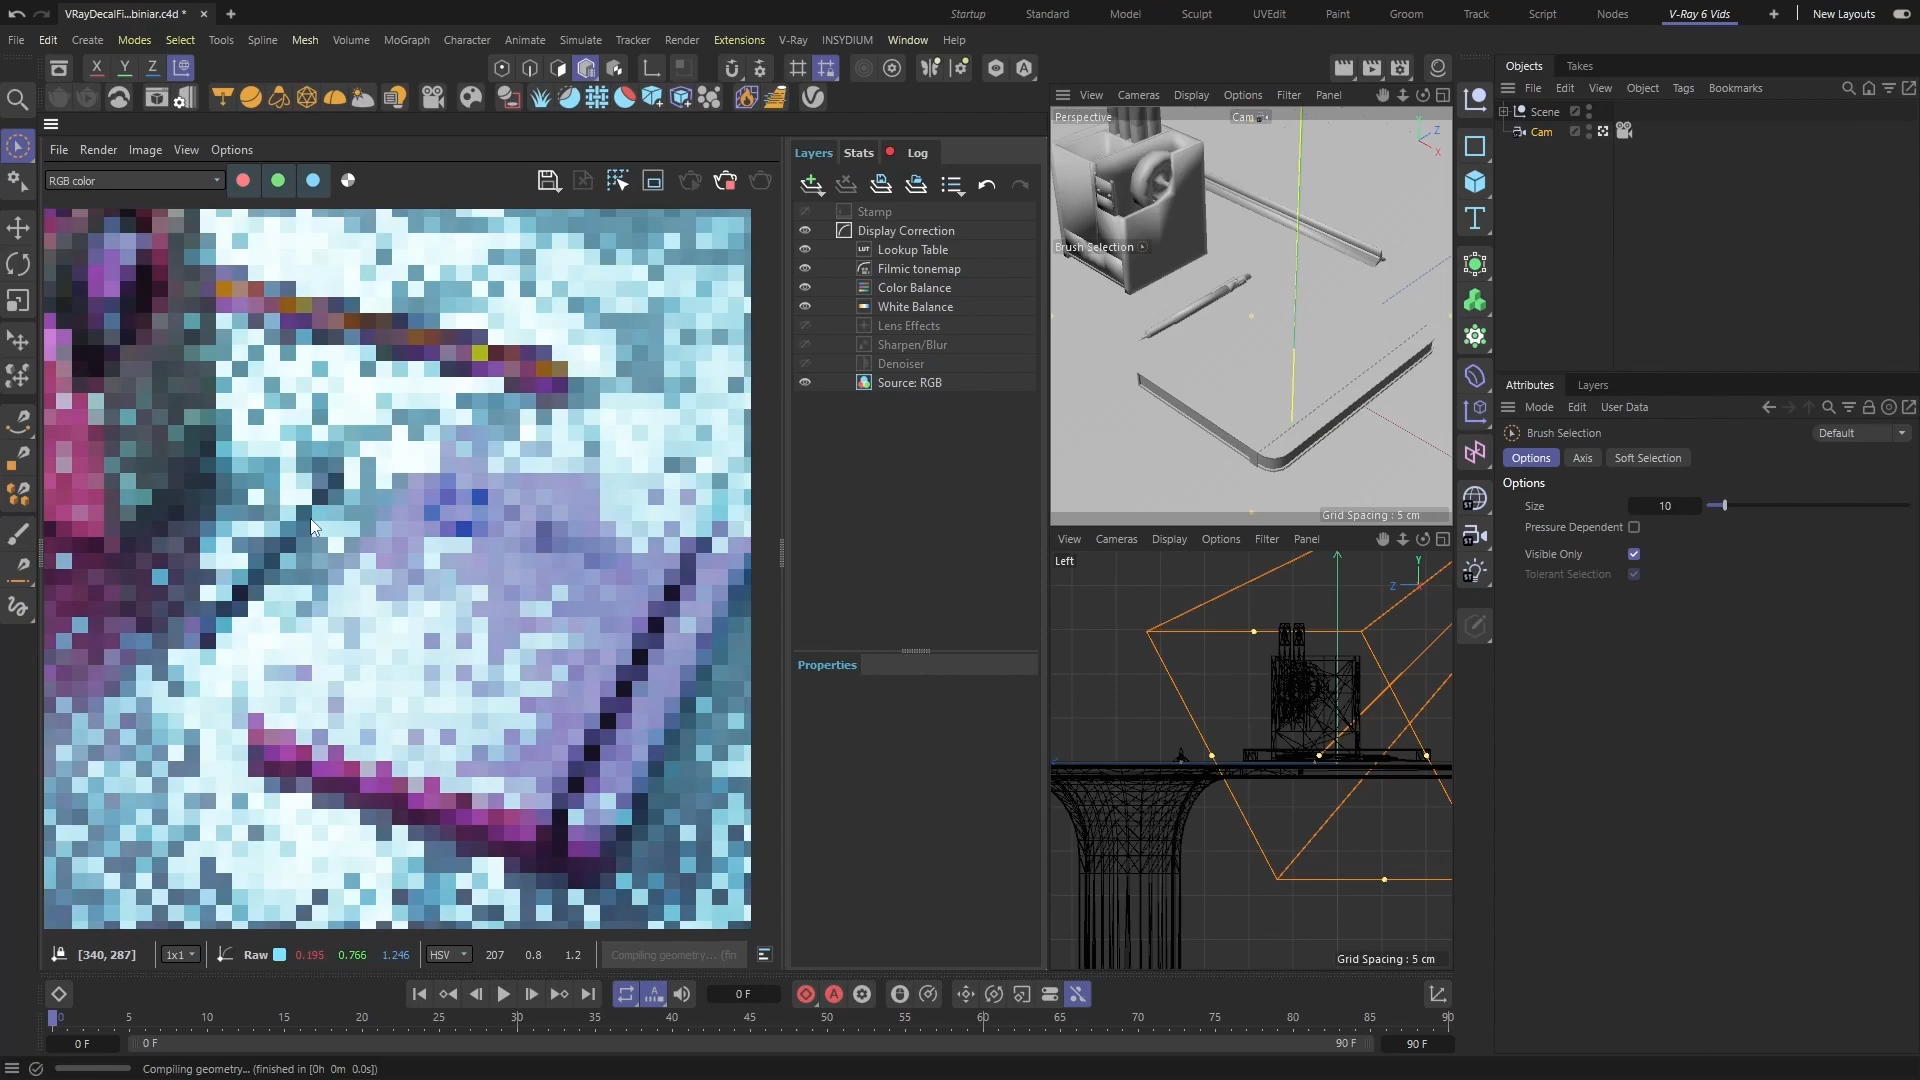 VRayDecalFi...biniar.c4d *
Startup
Standard
Model
Sculpt
UVEdit
Paint
Groom
Track
Script
Nodes
V-Ray 6 Vids
New Layouts
File
Edit
Create
Modes
Select
Tools
Spline
Mesh
Volume
MoGraph
Character
Animate
Simulate
Tracker
Render
Extensions
V-Ray
INSYDIUM
Window
Help
X
Y
Z
File
Render
Image
View
Options
RGB color
Layers
Stats
Log
Stamp
Display Correction
LUT
Lookup Table
Filmic tonemap
Color Balance
White Balance
Lens Effects
Sharpen/Blur
Denoiser
Source: RGB
Properties
[340, 287]
1x1
Raw
0.195
0.766
1.246
HSV
207
0.8
1.2
Compiling geometry... (fin
View
Cameras
Display
Options
Filter
Panel
Perspective
Cam
Z
X
Brush Selection
Grid Spacing : 5 cm
View
Cameras
Display
Options
Filter
Panel
Left
Y
Z
Grid Spacing : 5 cm
Objects
Takes
File
Edit
View
Object
Tags
Bookmarks
Scene
Cam
Attributes
Layers
Mode
Edit
User Data
Brush Selection
Default
Options
Axis
Soft Selection
Options
Size
10
Pressure Dependent
Visible Only
Tolerant Selection
0 F
0
5
10
15
20
25
30
35
40
45
50
55
60
65
70
75
80
85
90
0 F
0 F
90 F
90 F
Compiling geometry... (finished in [0h 0m 0.0s])